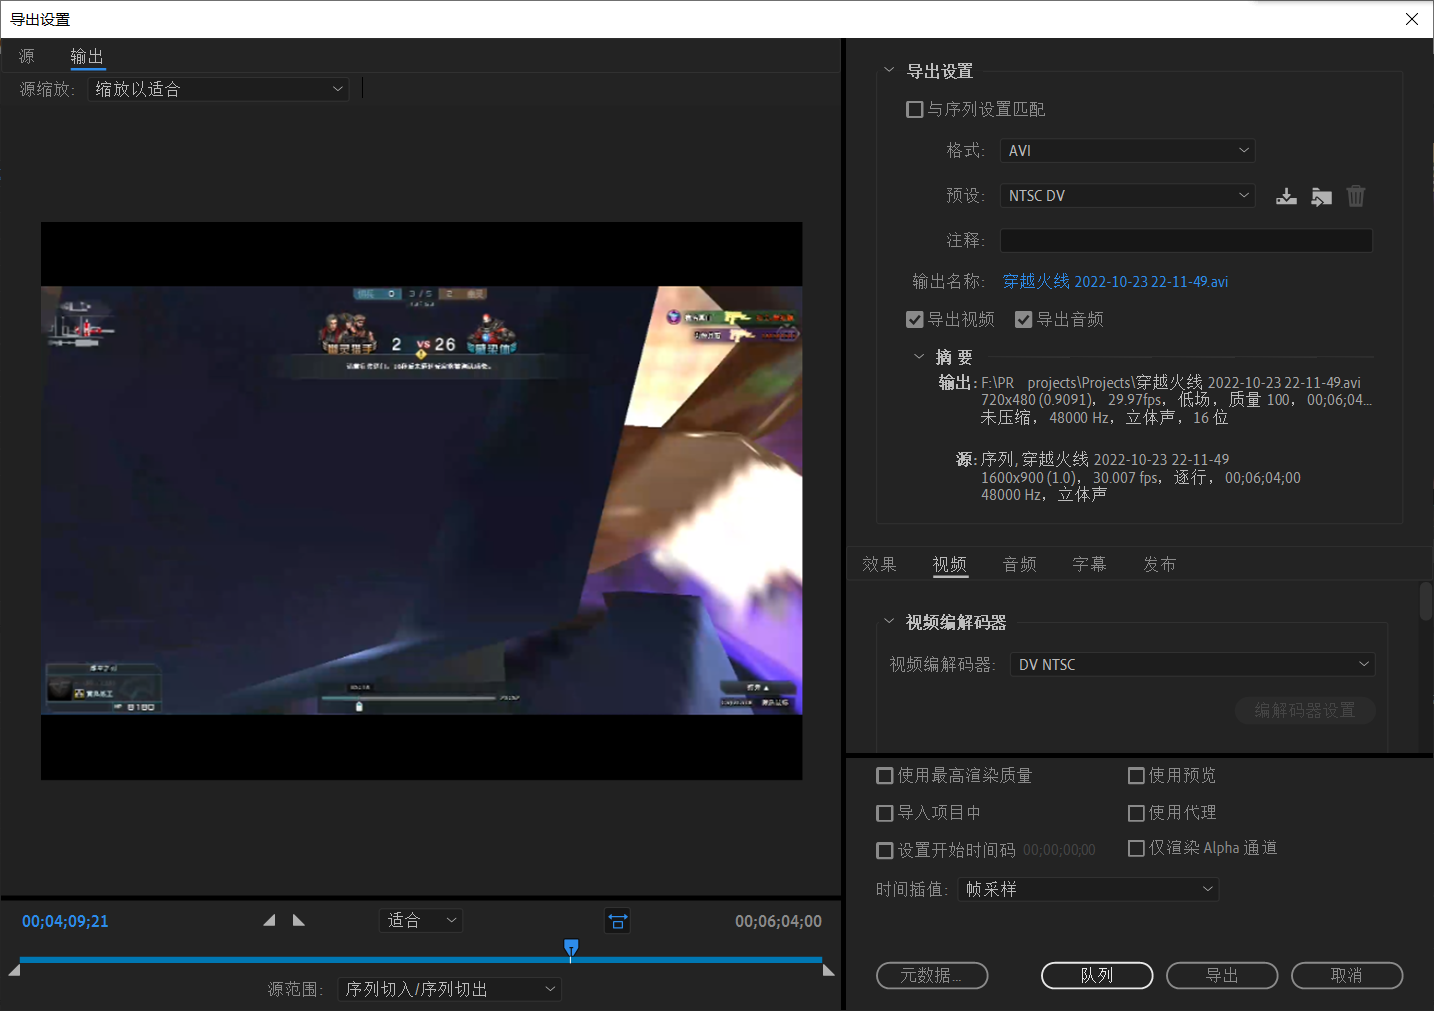 导出设置
源 输出
源缩放: 缩放以适合
2 VS 26
HP 8180
00;04;09;21
适合
00;06;04;00
源范围: 序列切入/序列切出
导出设置
与序列设置匹配
格式: AVI
预设: NTSC DV
注释:
输出名称: 穿越火线 2022-10-23 22-11-49.avi
导出视频 导出音频
摘要
输出: F:\PR projects\Projects\穿越火线 2022-10-23 22-11-49.avi
720x480 (0.9091)，29.97fps，低场，质量 100，00;06;04...
未压缩，48000 Hz，立体声，16 位
源: 序列, 穿越火线 2022-10-23 22-11-49
1600x900 (1.0)，30.007 fps，逐行，00;06;04;00
48000 Hz，立体声
效果 视频 音频 字幕 发布
视频编解码器
视频编解码器: DV NTSC
编解码器设置
使用最高渲染质量 使用预览
导入项目中 使用代理
设置开始时间码 00;00;00;00 仅渲染 Alpha 通道
时间插值: 帧采样
元数据... 队列 导出 取消